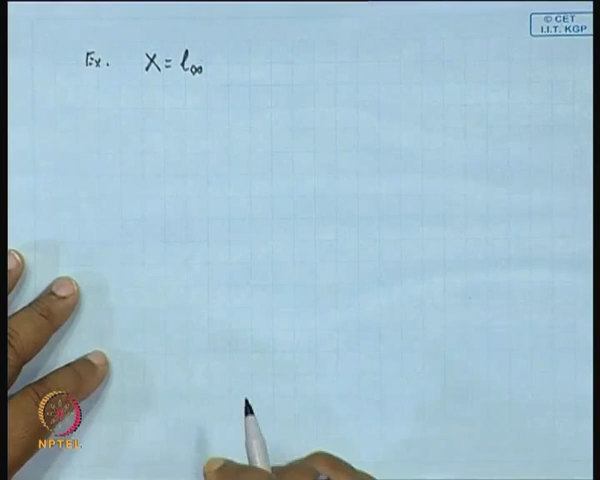 © CET
I.I.T. KGP
Ex. X = l∞
NPTEL